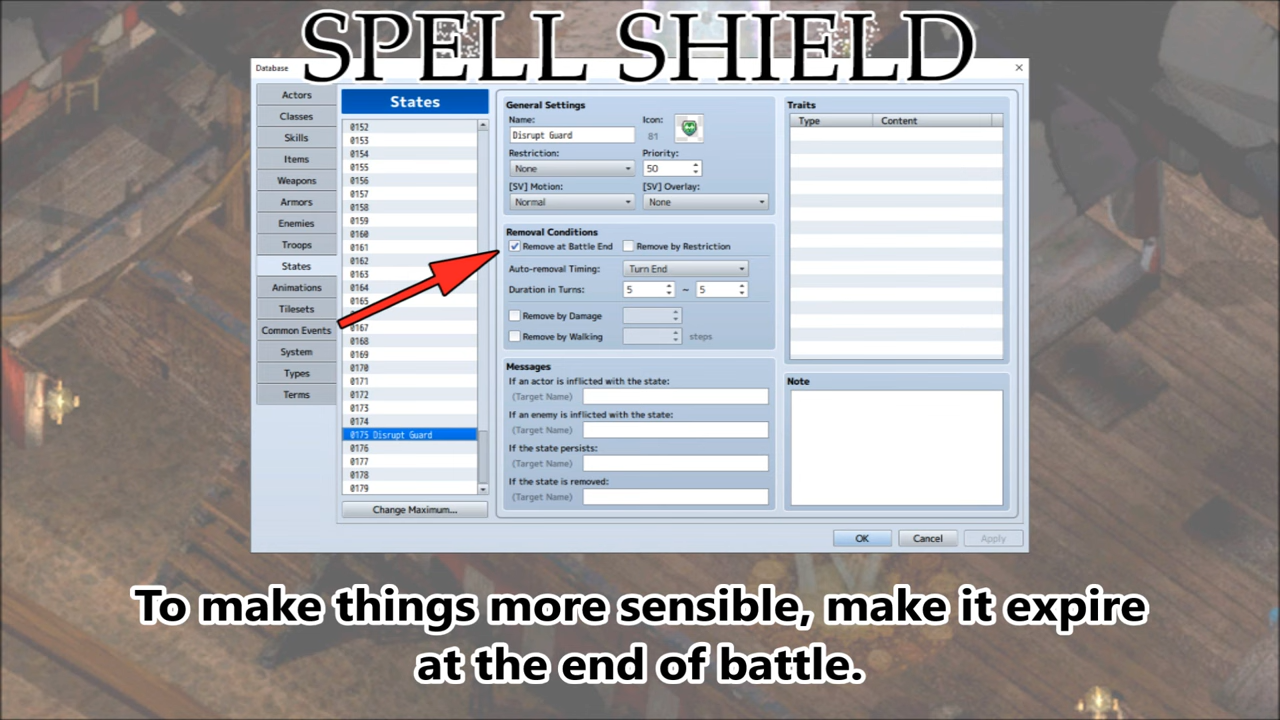 SPELL SHIELD
Database
Actors
Classes
Skills
Items
Weapons
Armors
Enemies
Troops
States
Animations
Tilesets
Common Events
System
Types
Terms
States
0152
0153
0154
0155
0156
0157
0158
0159
0160
0161
0162
0163
0164
0165
0167
0168
0169
0170
0171
0172
0173
0174
0175 Disrupt Guard
0176
0177
0178
0179
Change Maximum...
General Settings
Name:
Icon:
Disrupt Guard
81
Restriction:
Priority:
None
50
[SV] Motion:
[SV] Overlay:
Normal
None
Removal Conditions
Remove at Battle End
Remove by Restriction
Auto-removal Timing:
Turn End
Duration in Turns:
5 ~ 5
Remove by Damage
Remove by Walking
steps
Messages
If an actor is inflicted with the state:
(Target Name)
If an enemy is inflicted with the state:
(Target Name)
If the state persists:
(Target Name)
If the state is removed:
(Target Name)
Traits
Type
Content
Note
OK
Cancel
Apply
To make things more sensible, make it expire
at the end of battle.